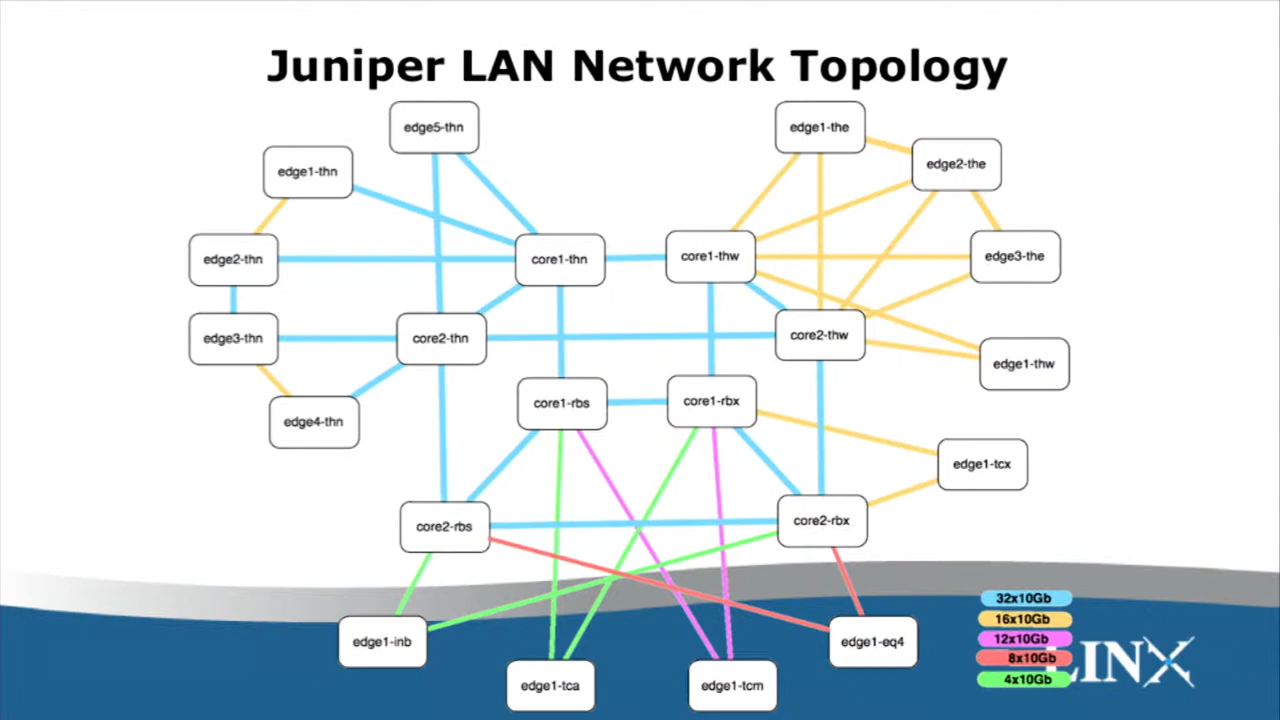 Juniper LAN Network Topology
edge5-thn
edge1-the
edge2-the
edge1-thn
edge2-thn
core1-thn
core1-thw
edge3-the
edge3-thn
core2-thn
core2-thw
edge1-thw
edge4-thn
core1-rbs
core1-rbx
edge1-tcx
core2-rbs
core2-rbx
edge1-inb
edge1-eq4
edge1-tca
edge1-tcm
32x10Gb
16x10Gb
12x10Gb
8x10Gb
4x10Gb
LINX